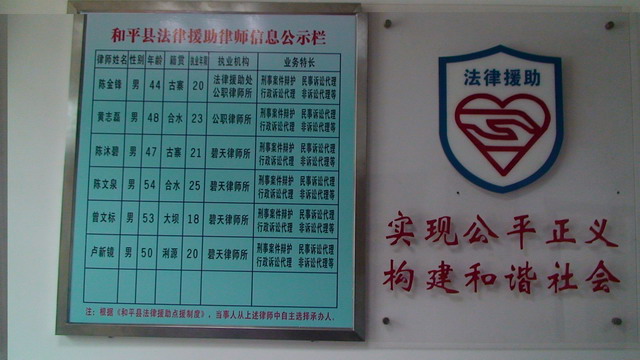 和平县法律援助律师信息公示栏
律师姓名 性别 年龄 籍贯 执业年限 执业机构 业务特长
陈金锋 男 44 古寨 20 法律援助处 公职律师所 刑事案件辩护 民事诉讼代理 行政诉讼代理 非诉讼代理等
黄志磊 男 48 合水 23 公职律师所 刑事案件辩护 民事诉讼代理 行政诉讼代理 非诉讼代理等
陈沐碧 男 47 古寨 21 碧天律师所 刑事案件辩护 民事诉讼代理 行政诉讼代理 非诉讼代理等
陈文泉 男 54 合水 25 碧天律师所 刑事案件辩护 民事诉讼代理 行政诉讼代理 非诉讼代理等
曾文标 男 53 大坝 18 碧天律师所 刑事案件辩护 民事诉讼代理 行政诉讼代理 非诉讼代理等
卢新镜 男 50 浰源 20 碧天律师所 刑事案件辩护 民事诉讼代理 行政诉讼代理 非诉讼代理等
注：根据《和平县法律援助点援制度》，当事人从上述律师中自主选择承办人。
法律援助
实现公平正义
构建和谐社会